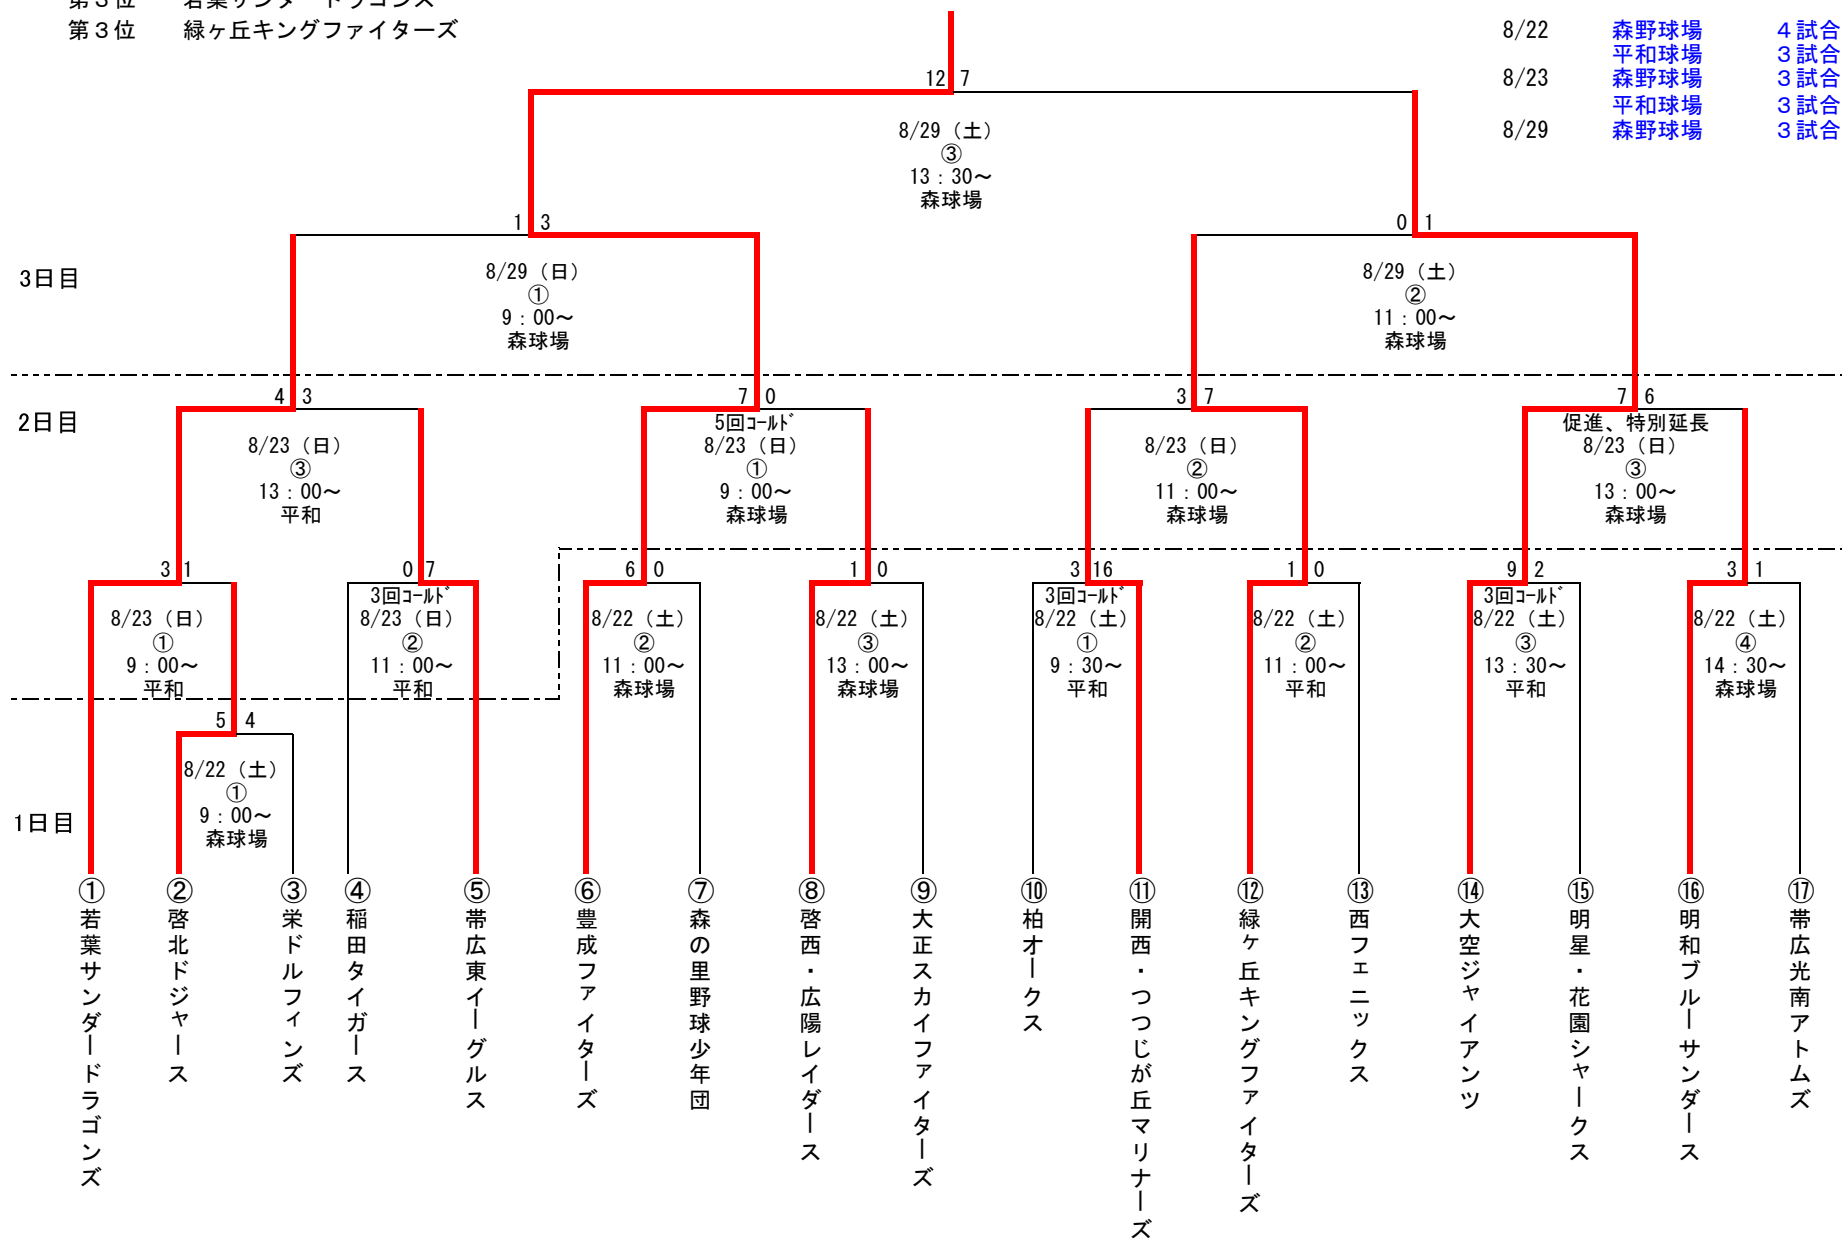 第３位　若葉サンダードラゴンズ
第３位　緑ヶ丘キングファイターズ
8/22　森野球場　４試合
平和球場　３試合
8/23　森野球場　３試合
平和球場　３試合
8/29　森野球場　３試合
12 7
8/29（土）
③
13：30～
森球場
1 3
0 1
3日目
8/29（日）
①
9：00～
森球場
8/29（土）
②
11：00～
森球場
2日目
4 3
8/23（日）
③
13：00～
平和
7 0
5回ｺｰﾙﾄﾞ
8/23（日）
①
9：00～
森球場
3 7
8/23（日）
②
11：00～
森球場
7 6
促進、特別延長
8/23（日）
③
13：00～
森球場
3 1
8/23（日）
①
9：00～
平和
0 7
3回ｺｰﾙﾄﾞ
8/23（日）
②
11：00～
平和
6 0
8/22（土）
②
11：00～
森球場
1 0
8/22（土）
③
13：00～
森球場
3 16
3回ｺｰﾙﾄﾞ
8/22（土）
①
9：30～
平和
1 0
8/22（土）
②
11：00～
平和
9 2
3回ｺｰﾙﾄﾞ
8/22（土）
③
13：30～
平和
3 1
8/22（土）
④
14：30～
森球場
5 4
8/22（土）
①
9：00～
森球場
1日目
①若葉サンダードラゴンズ
②啓北ドジャース
③栄ドルフィンズ
④稲田タイガース
⑤帯広東イーグルス
⑥豊成ファイターズ
⑦森の里野球少年団
⑧啓西・広陽レイダース
⑨大正スカイファイターズ
⑩柏オークス
⑪開西・つつじが丘マリナーズ
⑫緑ヶ丘キングファイターズ
⑬西フェニックス
⑭大空ジャイアンツ
⑮明星・花園シャークス
⑯明和ブルーサンダース
⑰帯広光南アトムズ